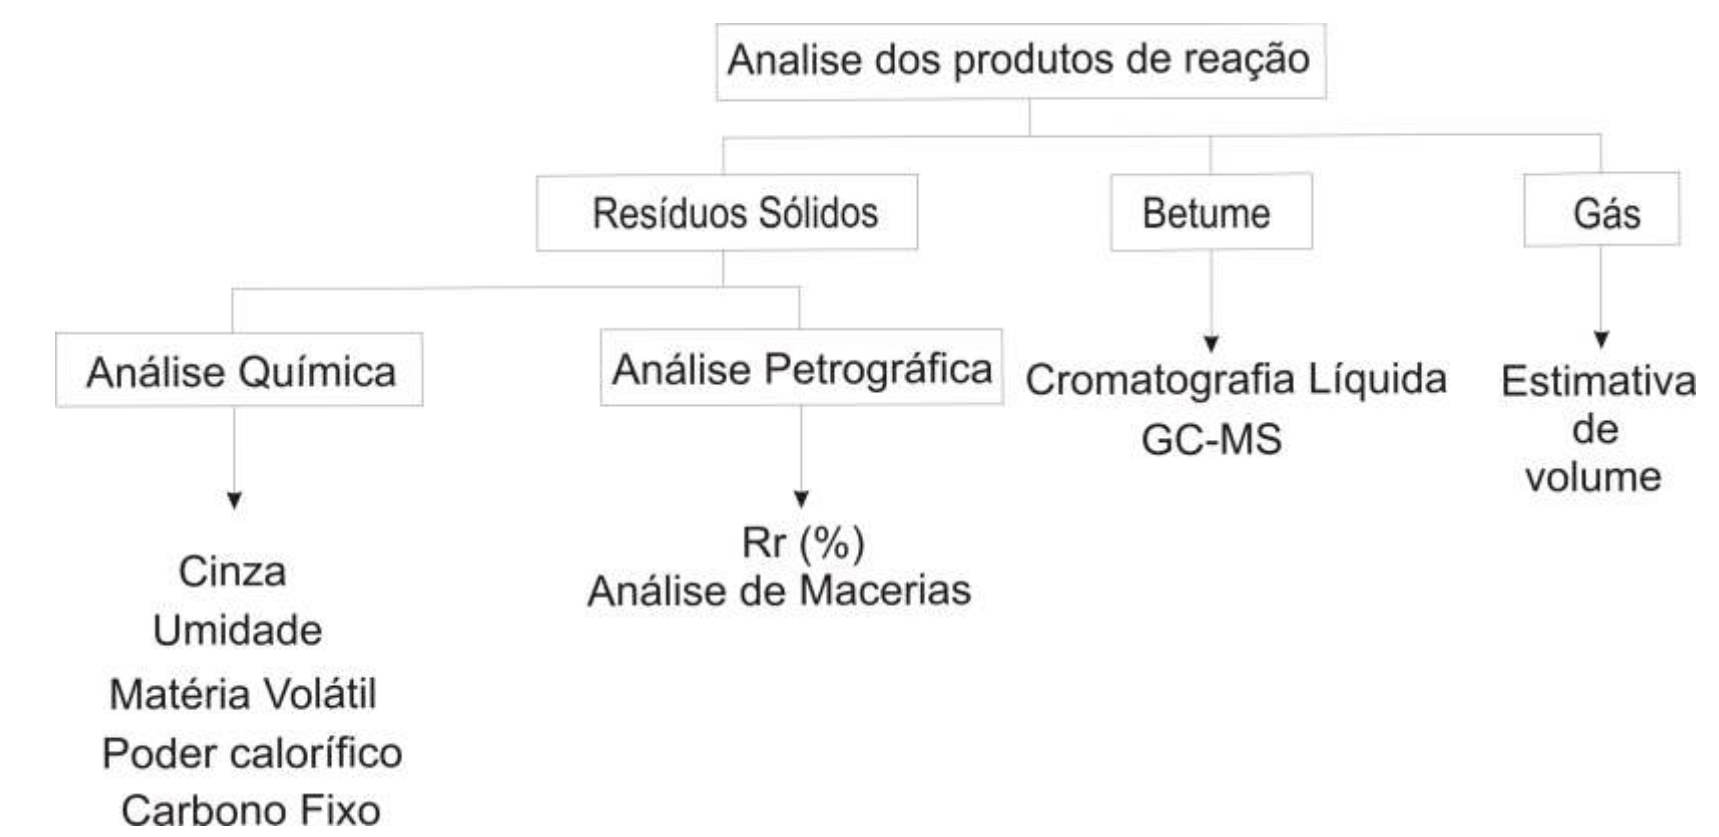 Analise dos produtos de reação
Resíduos Sólidos
Betume
Gás
Análise Química
Análise Petrográfica
Cromatografia Líquida
GC-MS
Estimativa
de
volume
Cinza
Umidade
Matéria Volátil
Poder calorífico
Carbono Fixo
Rr (%)
Análise de Macerias